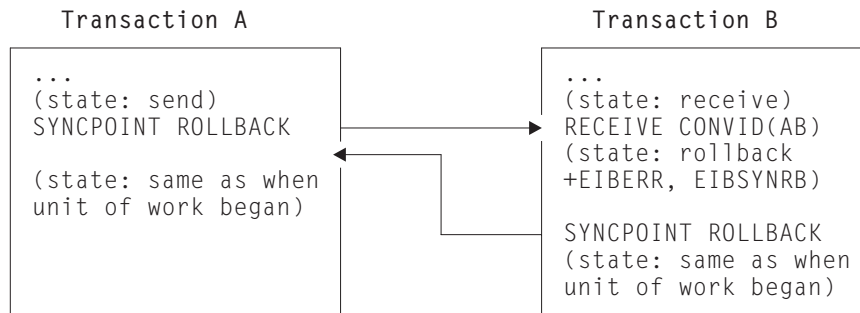 Transaction A
Transaction B
...
(state: send)
SYNCPOINT ROLLBACK
(state: same as when
unit of work began)
...
(state: receive)
RECEIVE CONVID(AB)
(state: rollback
+EIBERR, EIBSYNRB)
SYNCPOINT ROLLBACK
(state: same as when
unit of work began)